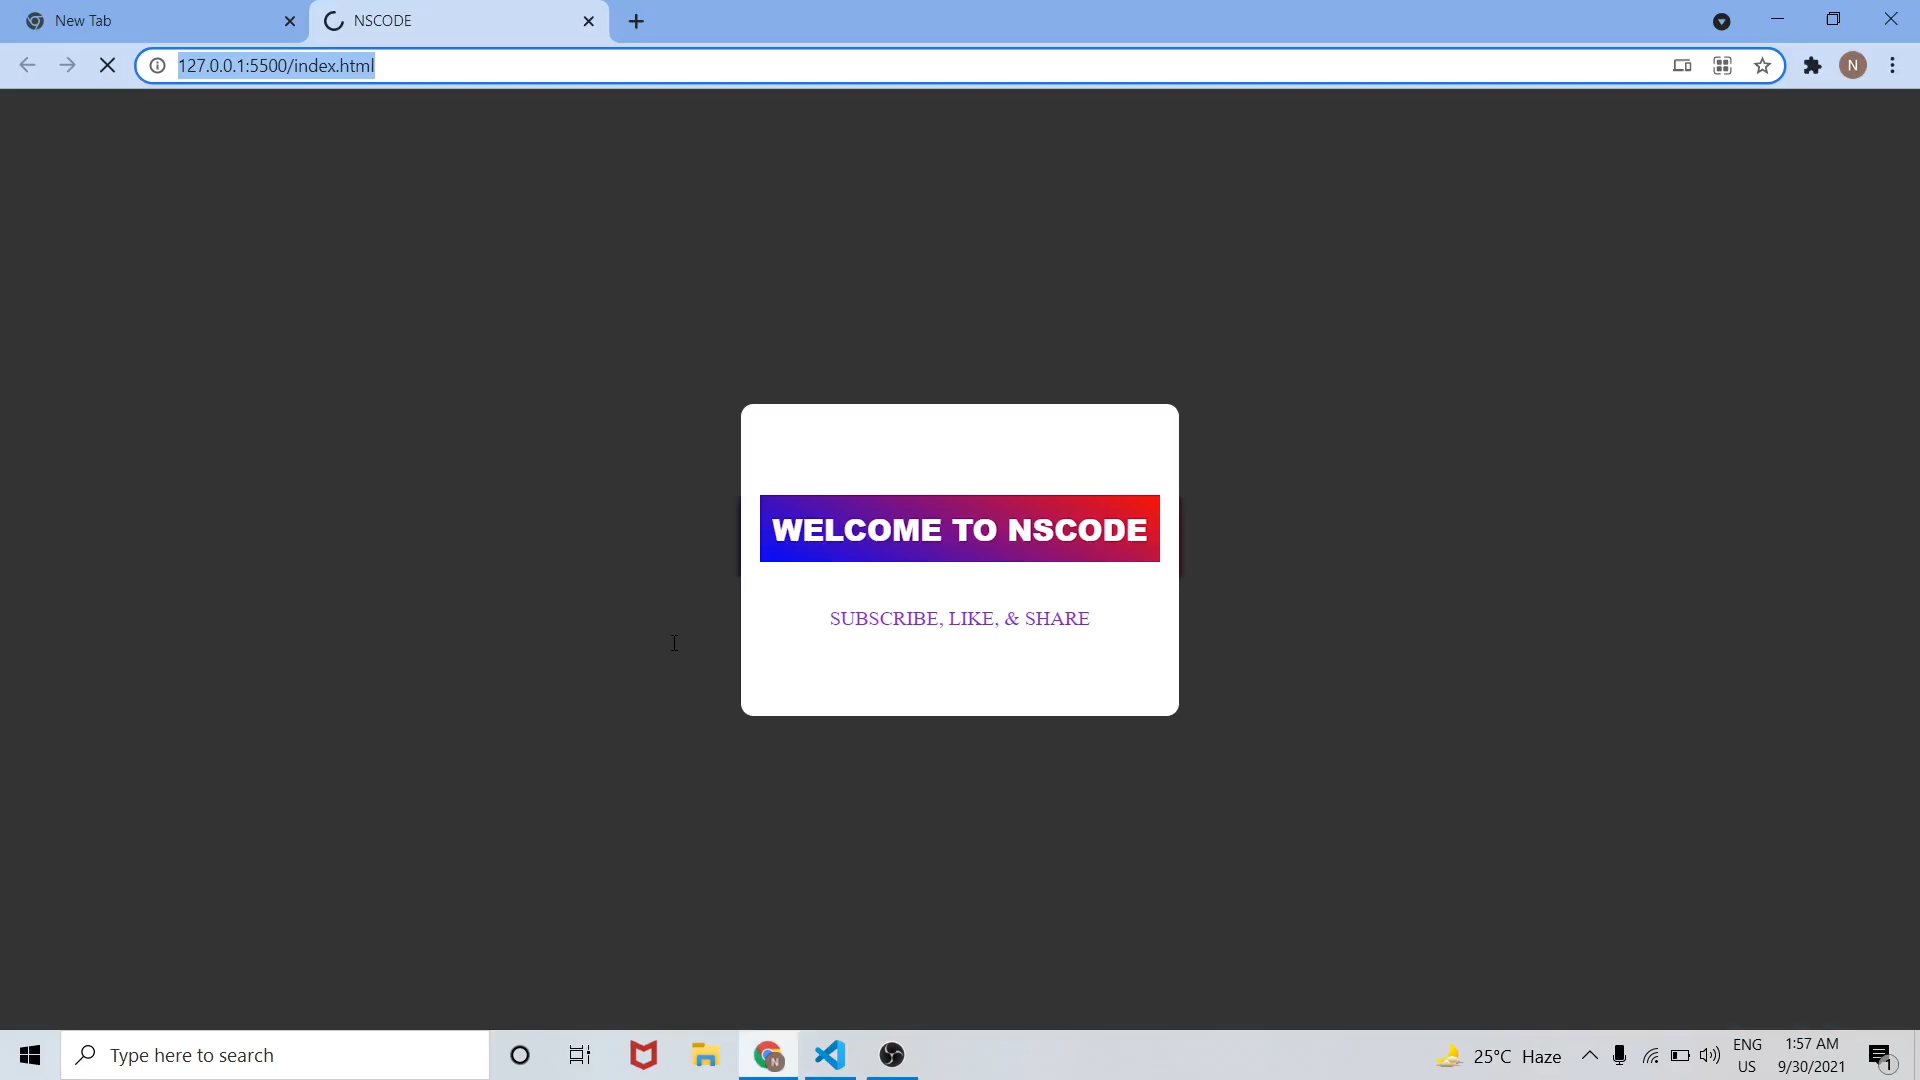 New Tab
NSCODE
127.0.0.1:5500/index.html
N
WELCOME TO NSCODE
SUBSCRIBE, LIKE, & SHARE
Type here to search
N
25°C Haze
ENG
US
1:57 AM
9/30/2021
1